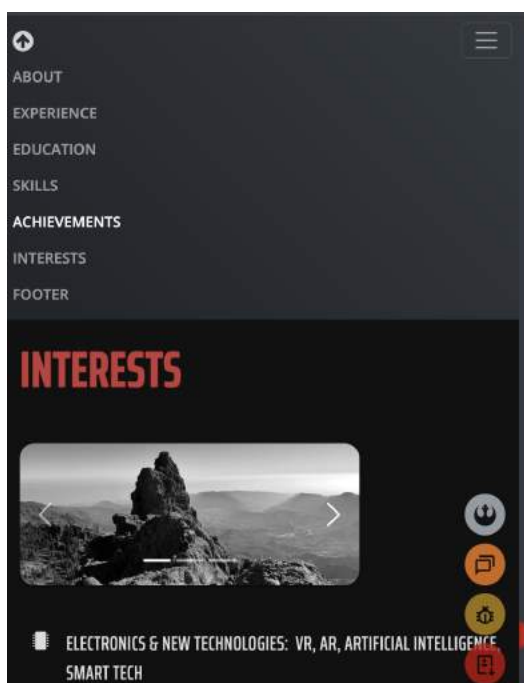 ABOUT
EXPERIENCE
EDUCATION
SKILLS
ACHIEVEMENTS
INTERESTS
FOOTER
INTERESTS
ELECTRONICS & NEW TECHNOLOGIES: VR, AR, ARTIFICIAL INTELLIGENCE,
SMART TECH